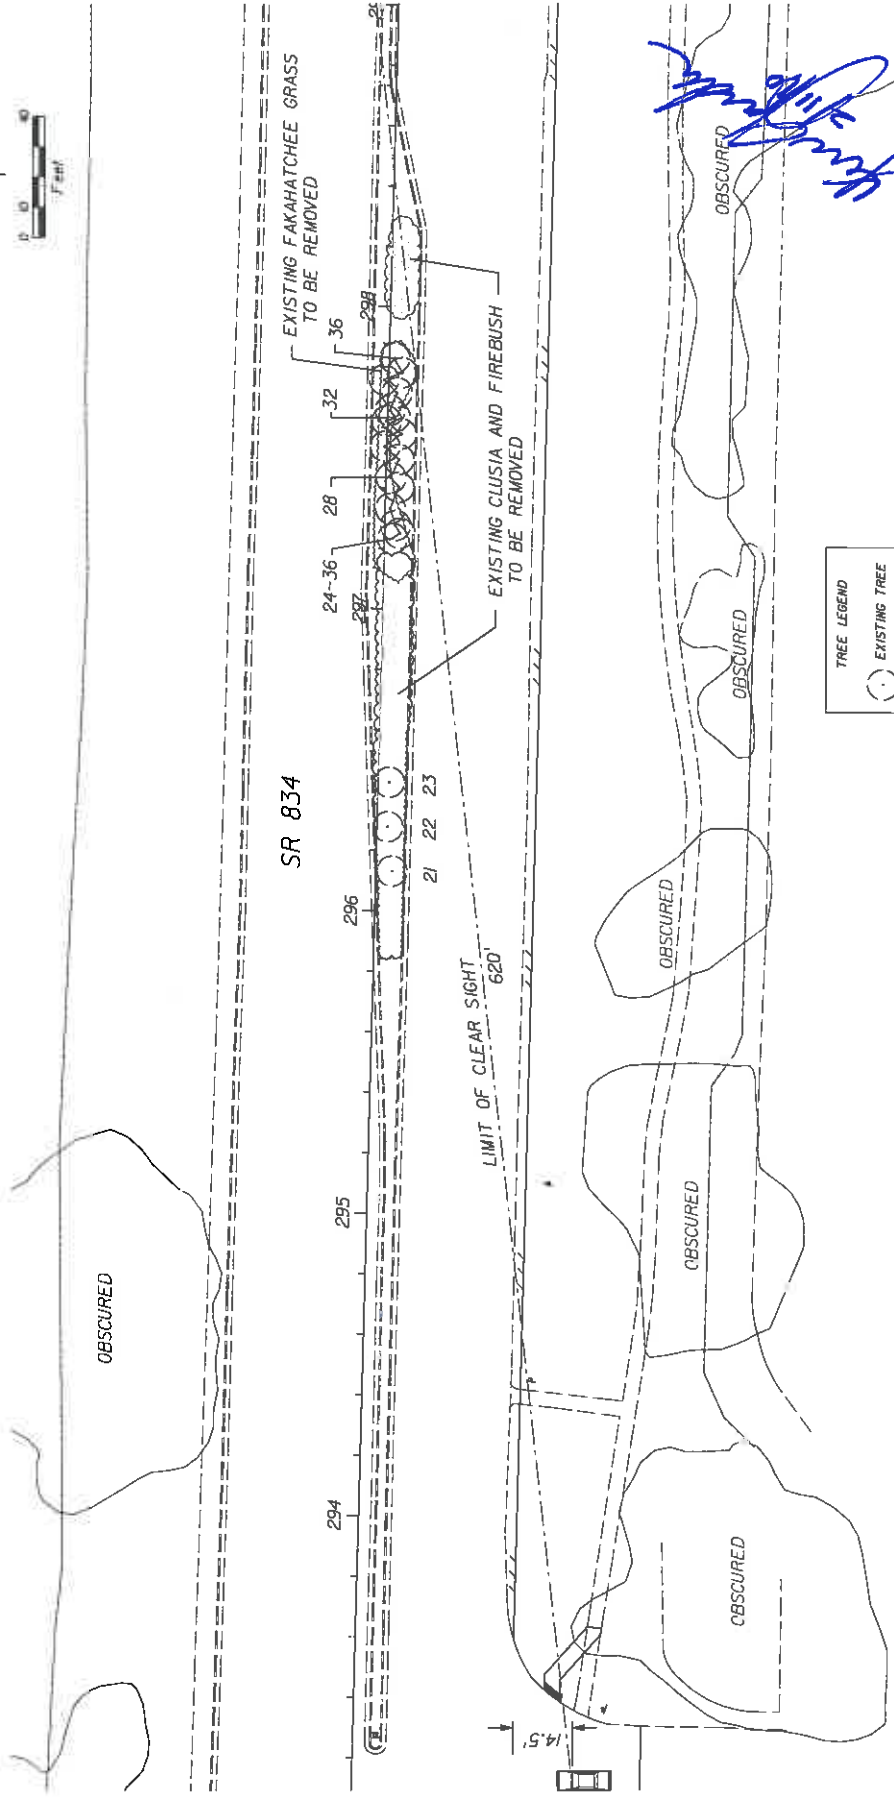 Feet
EXISTING FAKAHATCHEE GRASS
TO BE REMOVED
36
32
28
24-36
298
297
EXISTING CLUSIA AND FIREBUSH
TO BE REMOVED
SR 834
21
22
23
296
LIMIT OF CLEAR SIGHT
620'
295
294
14.5'
OBSCURED
OBSCURED
OBSCURED
OBSCURED
OBSCURED
OBSCURED
TREE LEGEND
EXISTING TREE